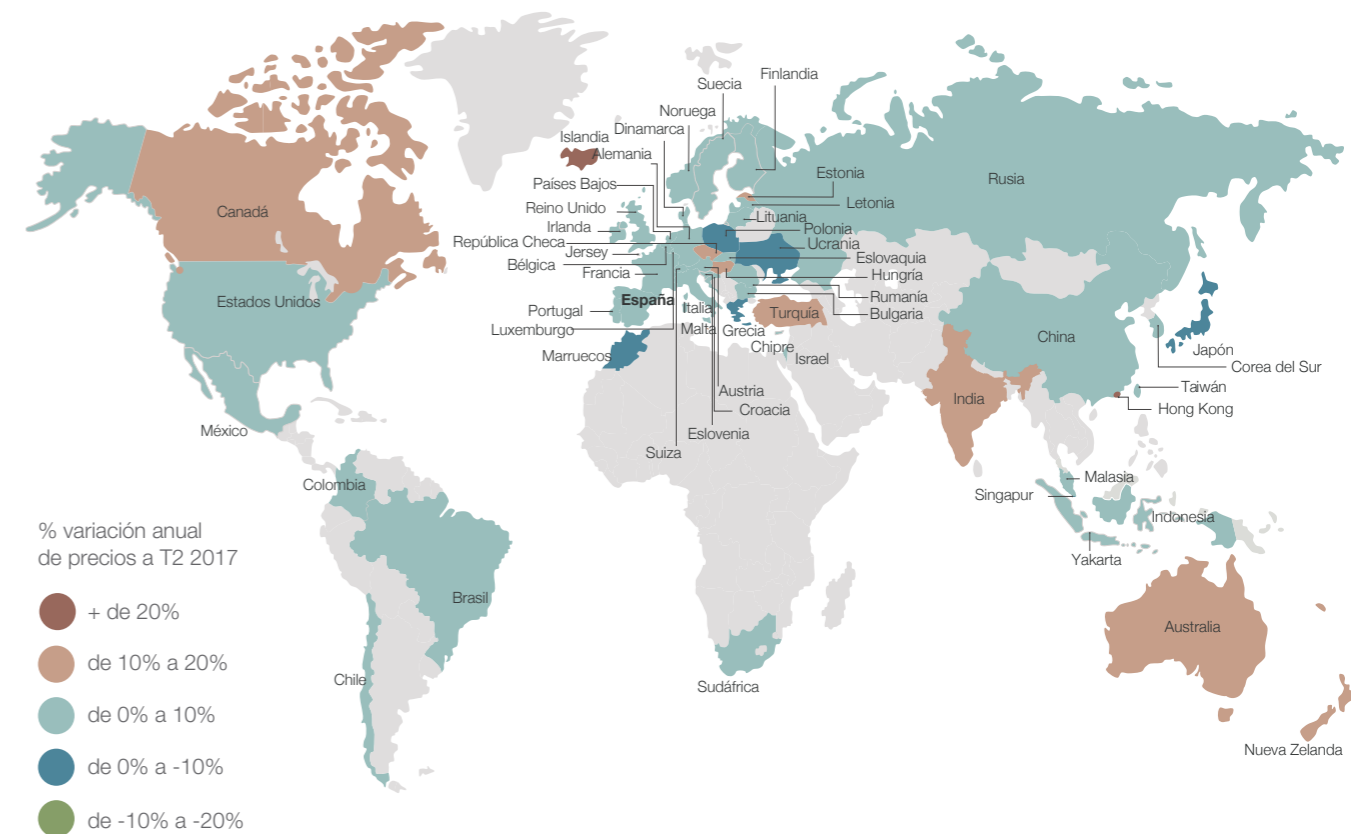 Finlandia
Suecia
Noruega
Dinamarca
Islandia
Alemania
Países Bajos
Estonia
Rusia
Letonia
Canadá
Reino Unido
Lituania
Irlanda
Polonia
República Checa
Ucrania
Jersey
Eslovaquia
Bélgica
Francia
Hungría
Estados Unidos
España
Rumanía
Portugal
Italia
Turquía
Bulgaria
Luxemburgo
Malta
Grecia
China
Marruecos
Chipre
Israel
Japón
Corea del Sur
Austria
Taiwán
India
Croacia
Hong Kong
México
Eslovenia
Suiza
Colombia
Malasia
Singapur
Indonesia
Yakarta
Brasil
Australia
Chile
Sudáfrica
Nueva Zelanda
% variación anual
de precios a T2 2017
+ de 20%
de 10% a 20%
de 0% a 10%
de 0% a -10%
de -10% a -20%